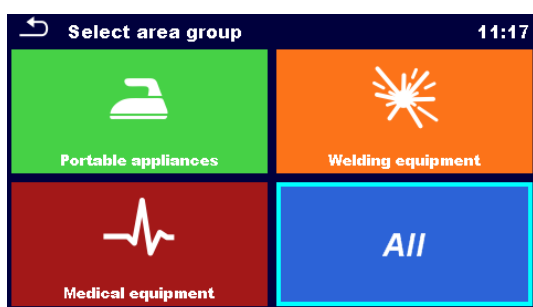 Select area group
11:17
Portable appliances
Welding equipment
Medical equipment
All